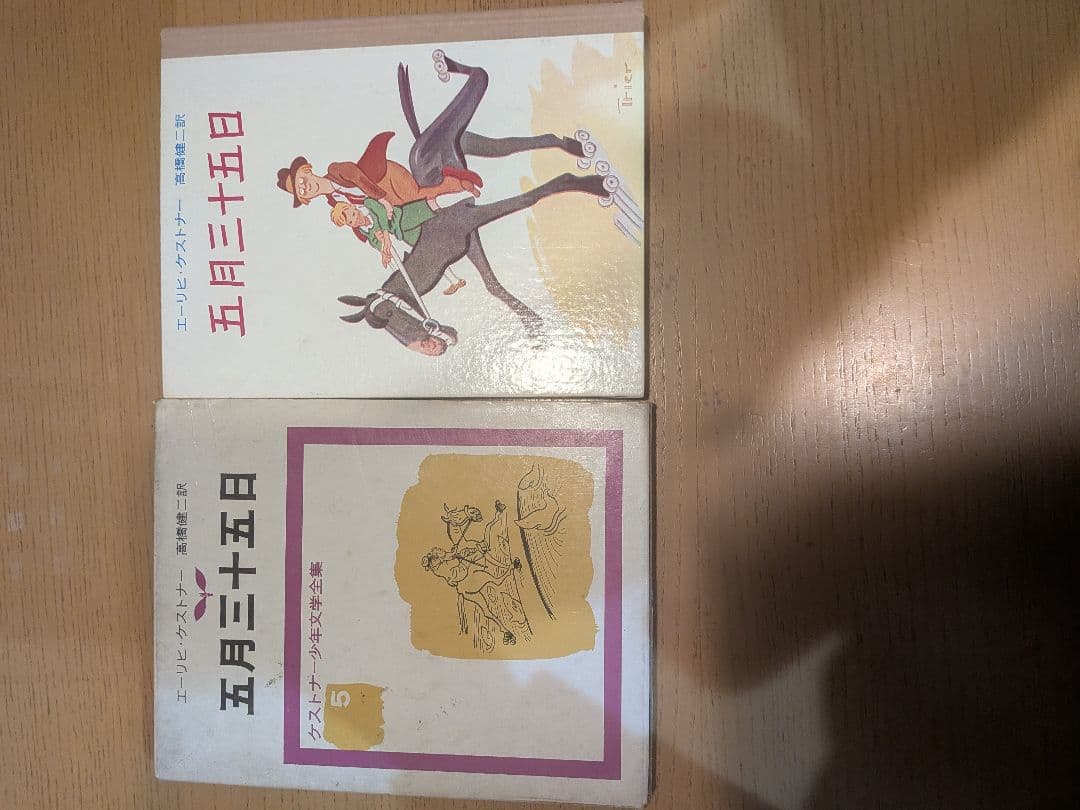 エーリヒ・ケストナー 高橋健二訳
五月三十五日
ケストナー少年文学全集
5
エーリヒ・ケストナー 高橋健二訳
五月三十五日
Trier